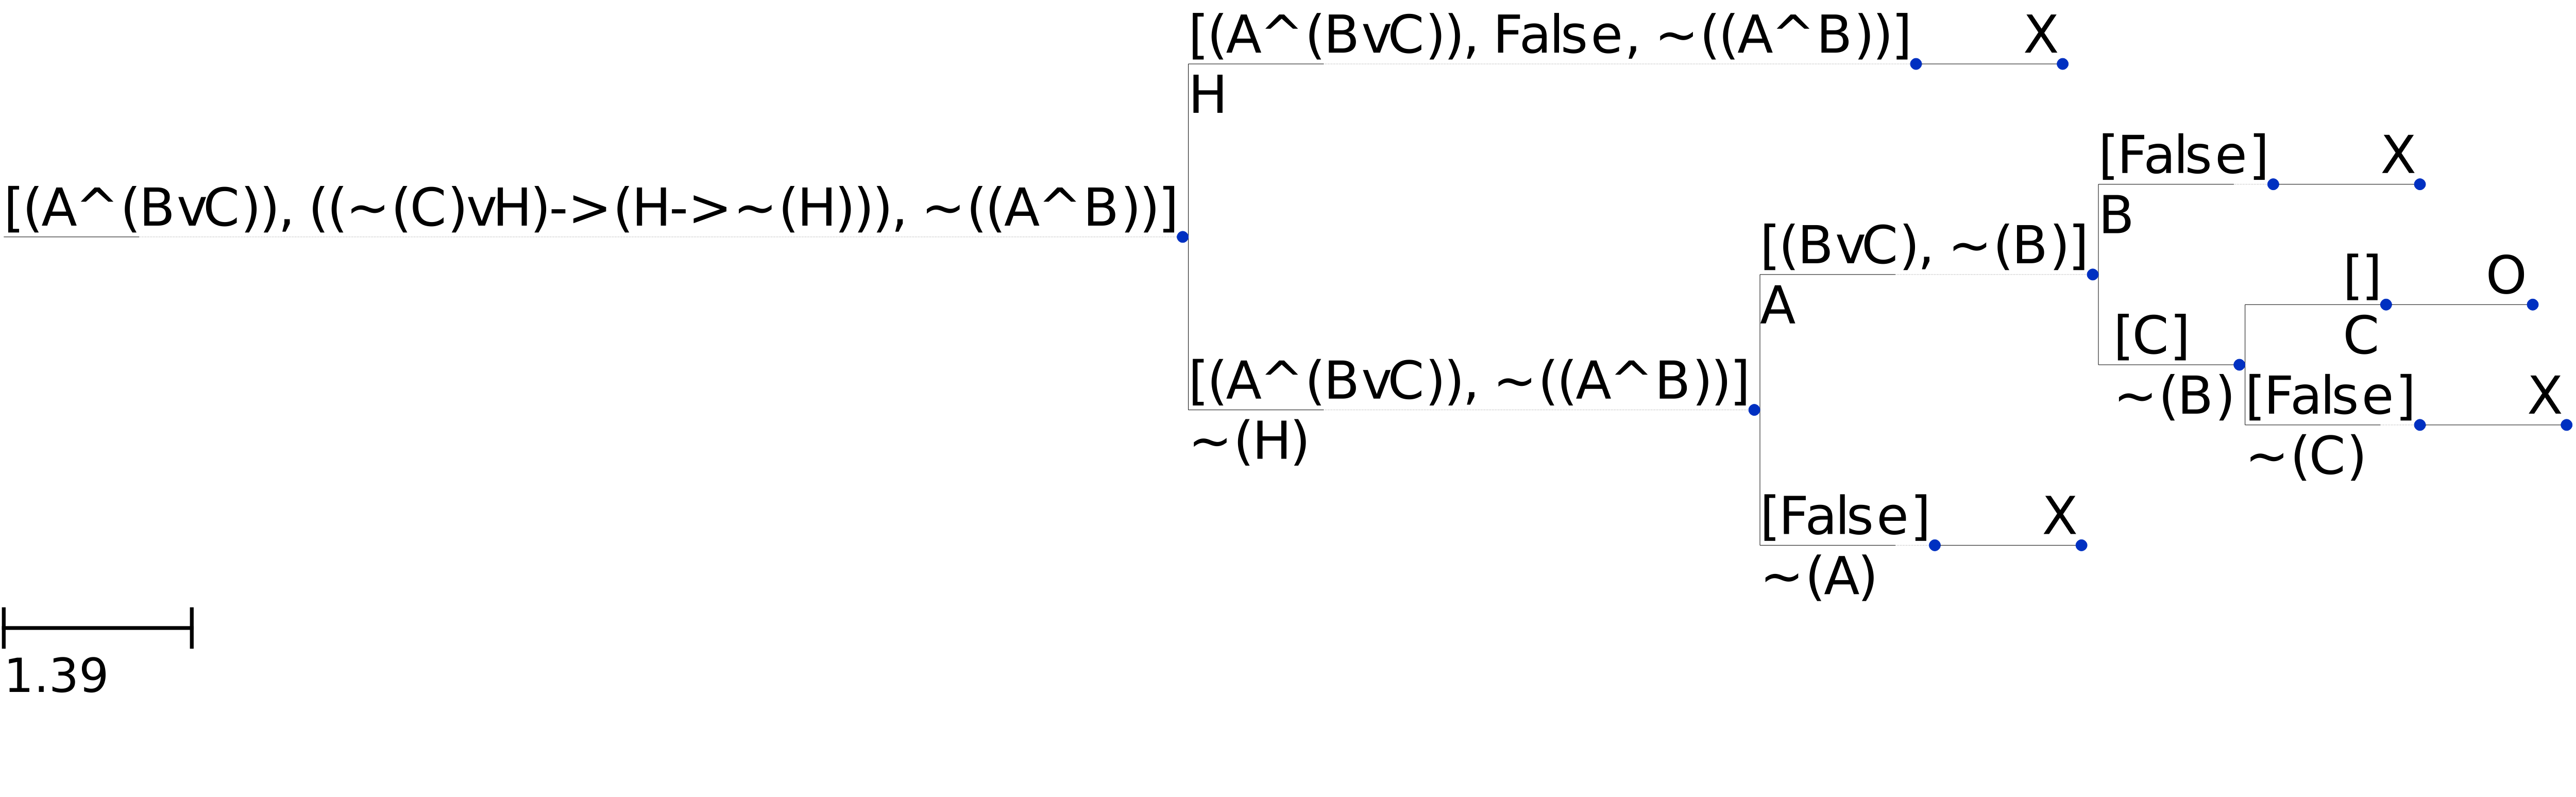 [(A^(BvC)), False, ~((A^B))]
X
H
[False]
X
B
[(A^(BvC)), ((~(C)vH)->(H->~(H))), ~((A^B))]
[(BvC), ~(B)]
A
[]
O
C
[C]
~(B)
[False]
X
~(C)
[(A^(BvC)), ~((A^B))]
~(H)
[False]
X
~(A)
1.39